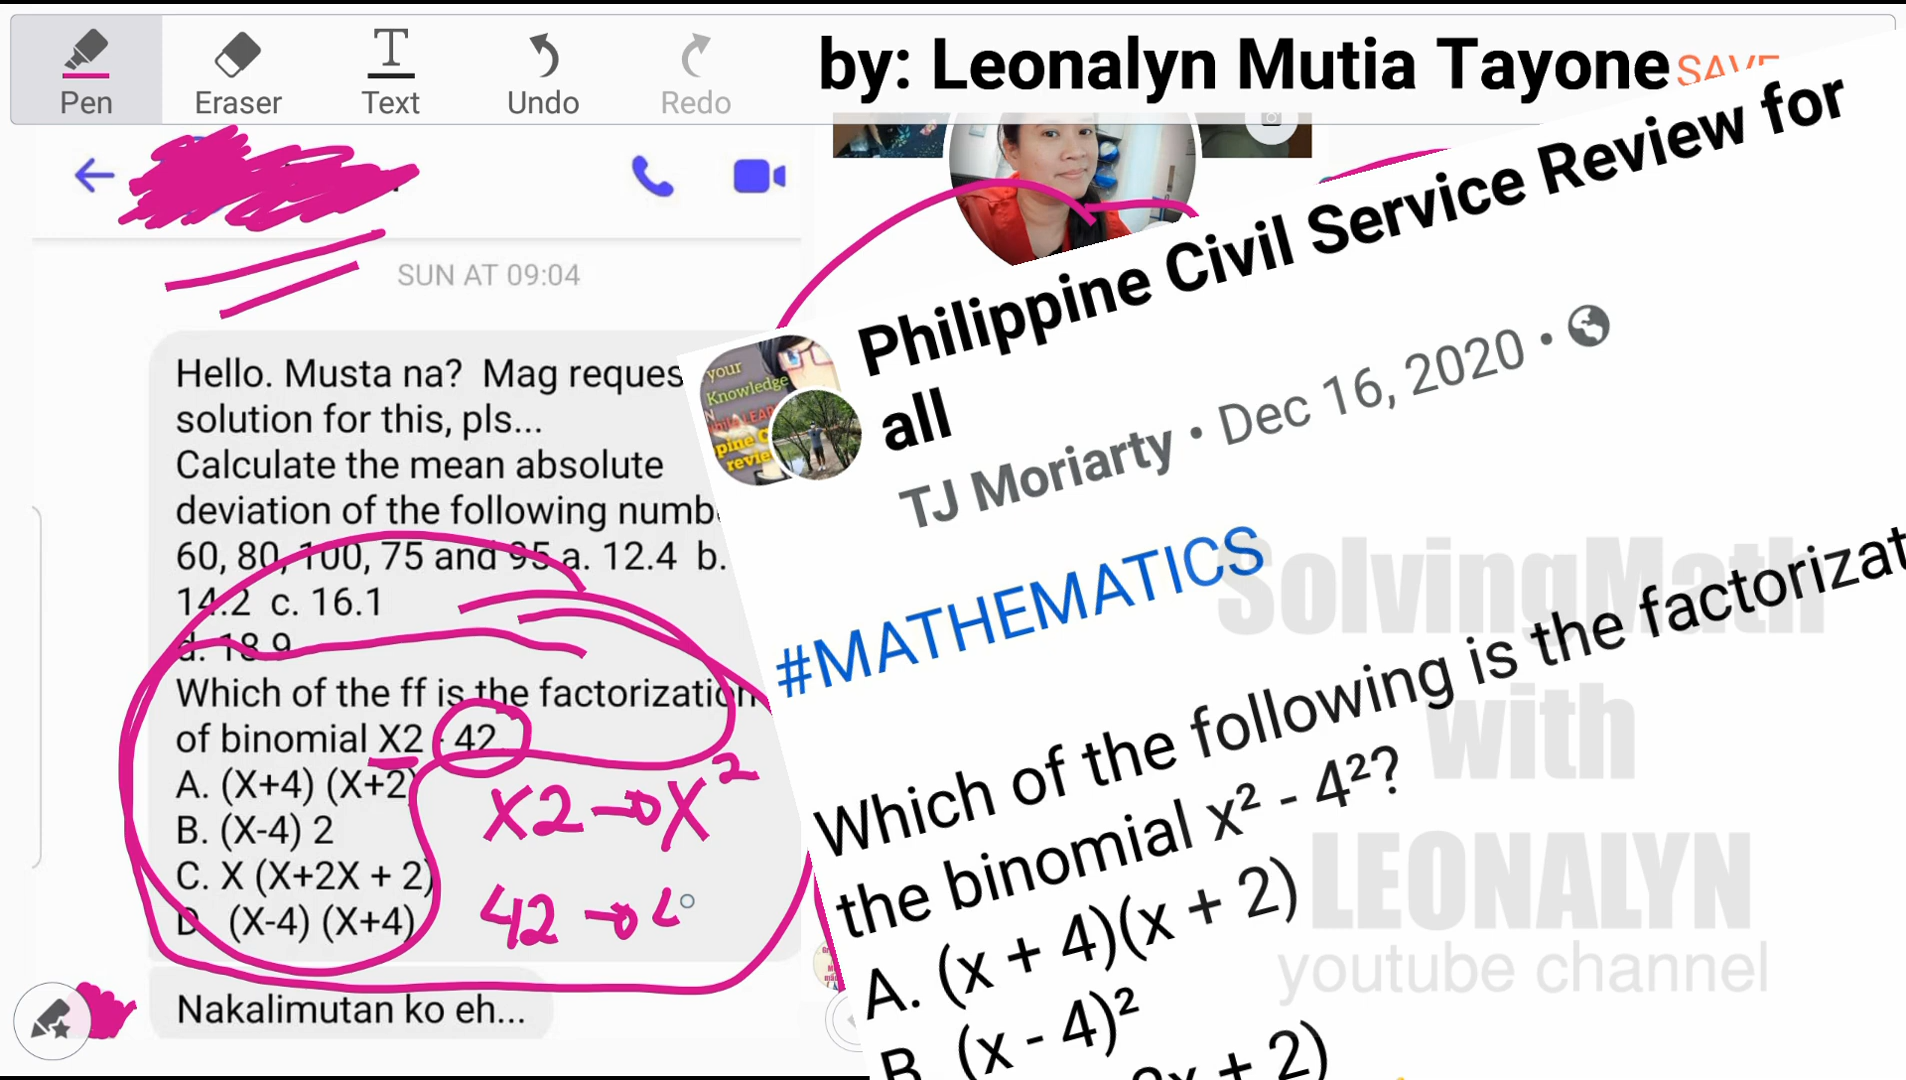 Pen
Eraser
Text
Undo
Redo
by: Leonalyn Mutia Tayone
SUN AT 09:04
Hello. Musta na? Mag reques
solution for this, pls...
Calculate the mean absolute
deviation of the following numb
60, 80, 100, 75 and 95 a. 12.4 b.
14.2 c. 16.1
d. 18.9
Which of the ff is the factorization
of binomial X2 - 42
A. (X+4) (X+2)
B. (X-4) 2
C. X (X+2X + 2)
D. (X-4) (X+4)
X2 → X²
42 →
Nakalimutan ko eh...
your
Knowledge
Philippine Civil Service Review for
all
TJ Moriarty • Dec 16, 2020 •
#MATHEMATICS
Which of the following is the factorizat
the binomial x² - 4²?
A. (x + 4)(x + 2)
B. (x - 4)²
x + 2)
SolvingMath
with
LEONALYN
youtube channel